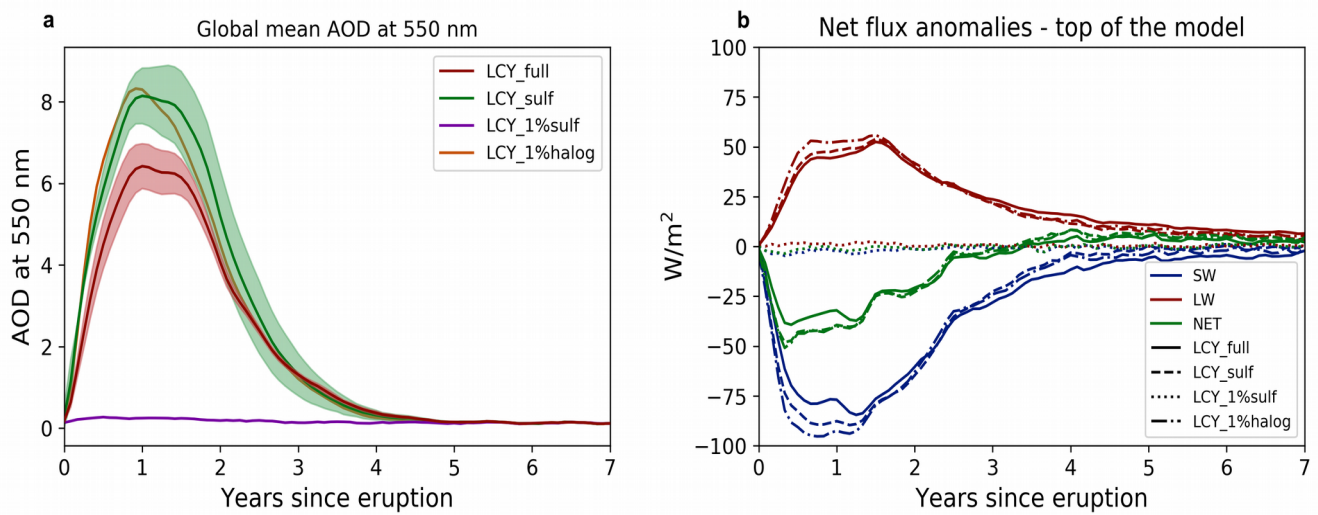 a
Global mean AOD at 550 nm
AOD at 550 nm
8
6
4
2
0
0 1 2 3 4 5 6 7
Years since eruption
LCY_full
LCY_sulf
LCY_1%sulf
LCY_1%halog
b
Net flux anomalies - top of the model
W/m²
100
75
50
25
0
−25
−50
−75
−100
0 1 2 3 4 5 6 7
Years since eruption
SW
LW
NET
LCY_full
LCY_sulf
LCY_1%sulf
LCY_1%halog